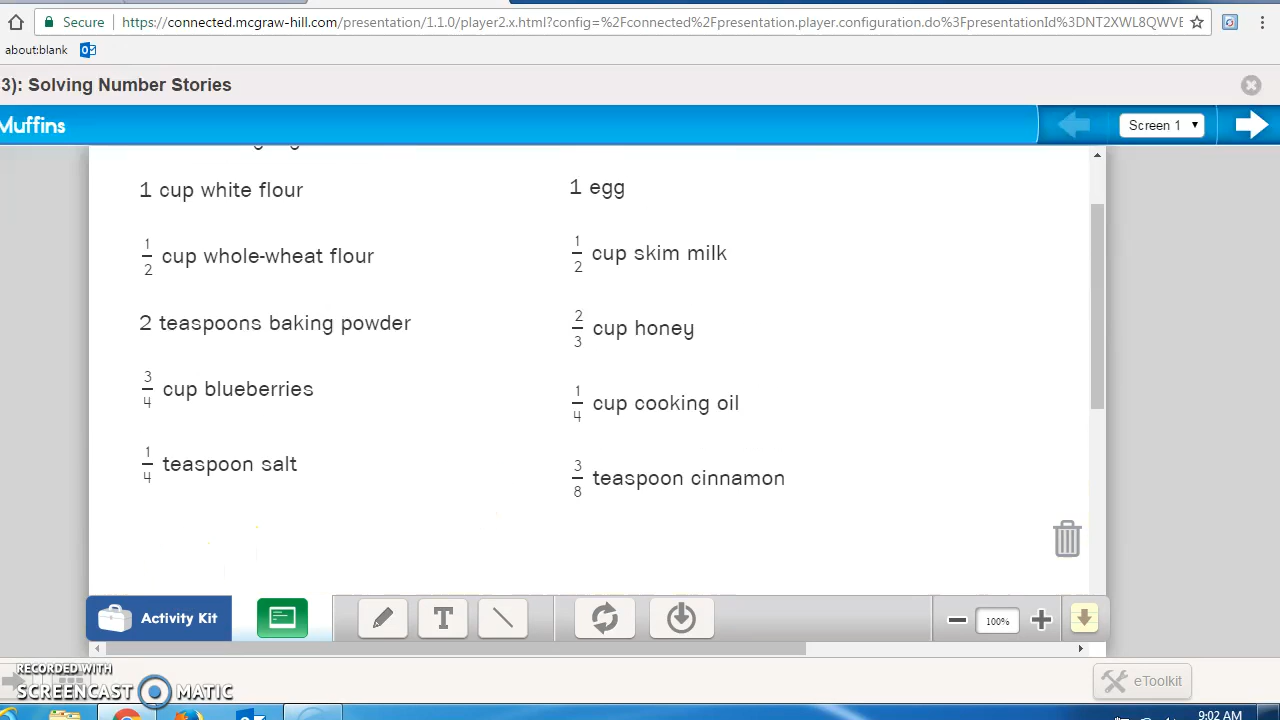 Secure https://connected.mcgraw-hill.com/presentation/1.1.0/player2.x.html?config=%2Fconnected%2Fpresentation.player.configuration.do%3FpresentationId%3DNT2XWL8QWVE
about:blank
3): Solving Number Stories
Muffins
Screen 1
1 cup white flour
1/2 cup whole-wheat flour
2 teaspoons baking powder
3/4 cup blueberries
1/4 teaspoon salt
1 egg
1/2 cup skim milk
2/3 cup honey
1/4 cup cooking oil
3/8 teaspoon cinnamon
Activity Kit
T
100%
eToolkit
RECORDED WITH
SCREENCAST MATIC
9:02 AM